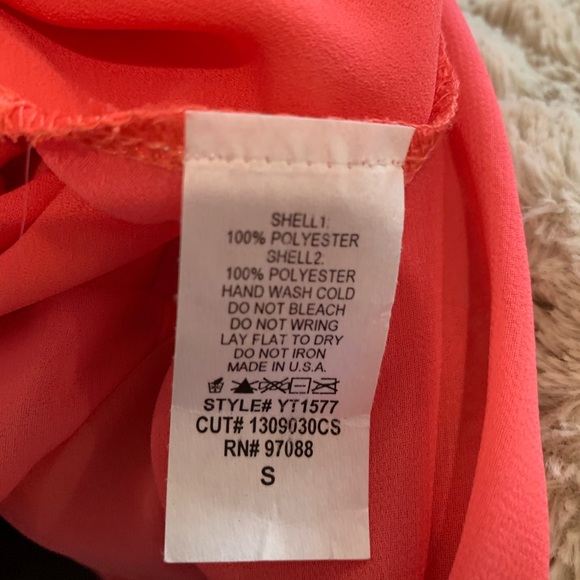 SHELL1:
100% POLYESTER
SHELL2:
100% POLYESTER
HAND WASH COLD
DO NOT BLEACH
DO NOT WRING
LAY FLAT TO DRY
DO NOT IRON
MADE IN U.S.A.
STYLE# YT1577
CUT# 1309030CS
RN# 97088
S